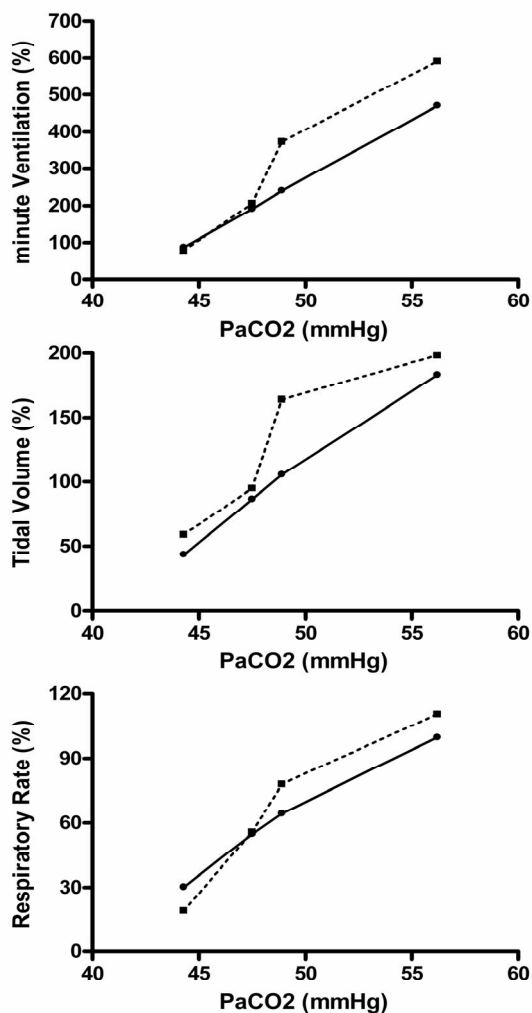 minute Ventilation (%)
700
600
500
400
300
200
100
0
40 45 50 55 60
PaCO2 (mmHg)
Tidal Volume (%)
200
150
100
50
0
40 45 50 55 60
PaCO2 (mmHg)
Respiratory Rate (%)
120
90
60
30
0
40 45 50 55 60
PaCO2 (mmHg)